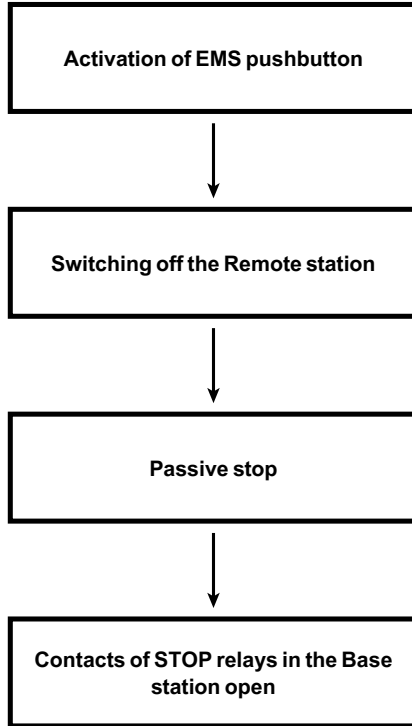 Activation of EMS pushbutton
Switching off the Remote station
Passive stop
Contacts of STOP relays in the Base
station open